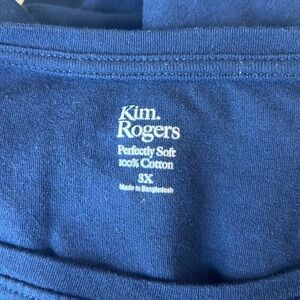 Kim.
Rogers
Perfectly Soft
100% Cotton
3X
Made in Bangladesh